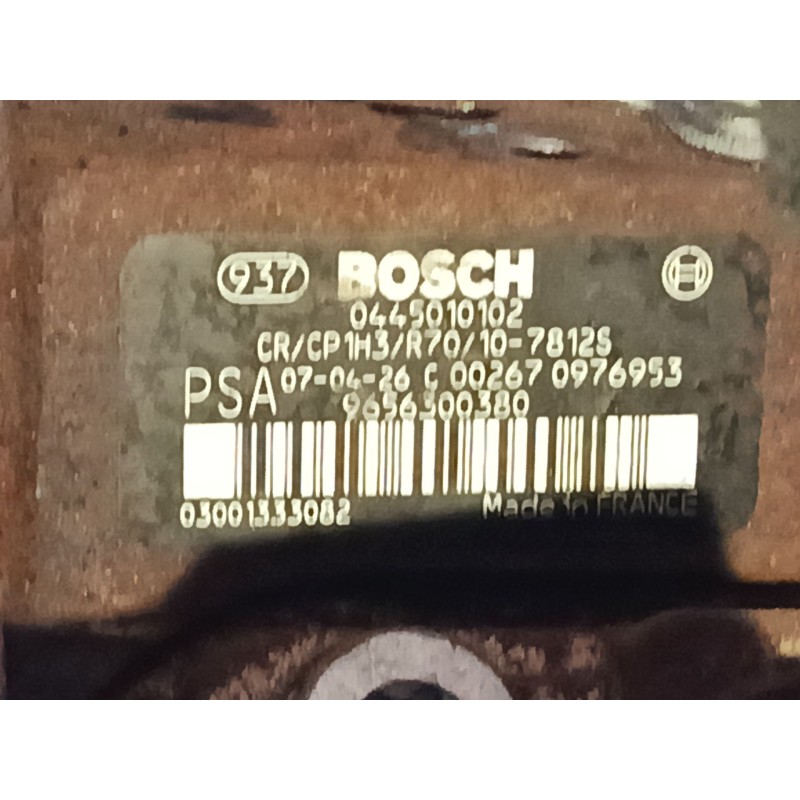 937 BOSCH
0445010102
CR/CP1H3/R70/10-7812S
PSA 07-04-26 C 00267 0976953
9656300380
03001333082 Made in FRANCE